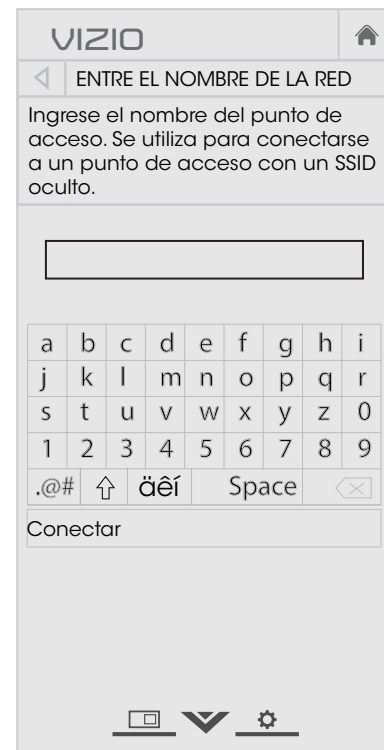 VIZIO
ENTRE EL NOMBRE DE LA RED
Ingrese el nombre del punto de
acceso. Se utiliza para conectarse
a un punto de acceso con un SSID
oculto.
a b c d e f g h i
j k l m n o p q r
s t u v w x y z 0
1 2 3 4 5 6 7 8 9
.@# äêí Space
Conectar